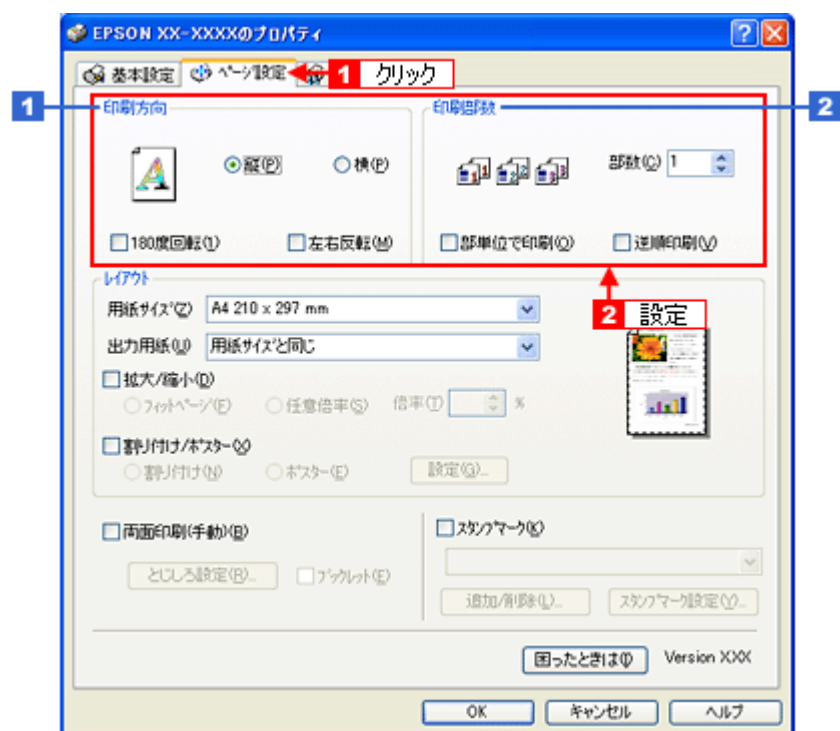 EPSON XX-XXXXのプロパティ
基本設定
ページ設定
1 クリック
1
2
印刷方向
縦(P)
横(P)
180度回転(1)
左右反転(M)
印刷部数
部数(C) 1
部単位で印刷(O)
逆順印刷(V)
2 設定
レイアウト
用紙サイズ(Z) A4 210 x 297 mm
出力用紙(U) 用紙サイズと同じ
拡大/縮小(D)
フィットページ(F) 任意倍率(S) 倍率(T) %
割り付け/ポスター(X)
割り付け(N) ポスター(E) 設定(G)...
両面印刷(手動)(B)
とじしろ設定(R)... ブックレット(E)
スタンプマーク(K)
追加/削除(L)... スタンプマーク設定(Y)...
困ったときは(I) Version XXX
OK キャンセル ヘルプ